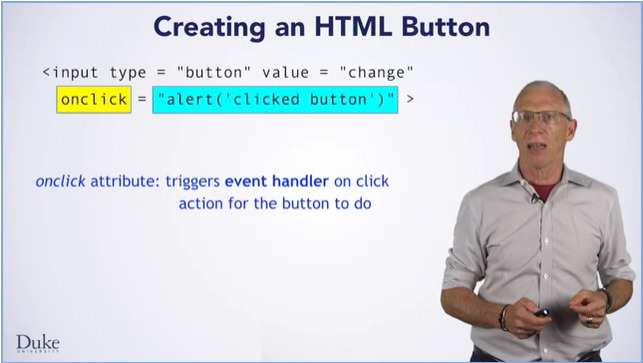 Creating an HTML Button
<input type = "button" value = "change"
onclick = "alert('clicked button')" >
onclick attribute: triggers event handler on click
action for the button to do
Duke
UNIVERSITY